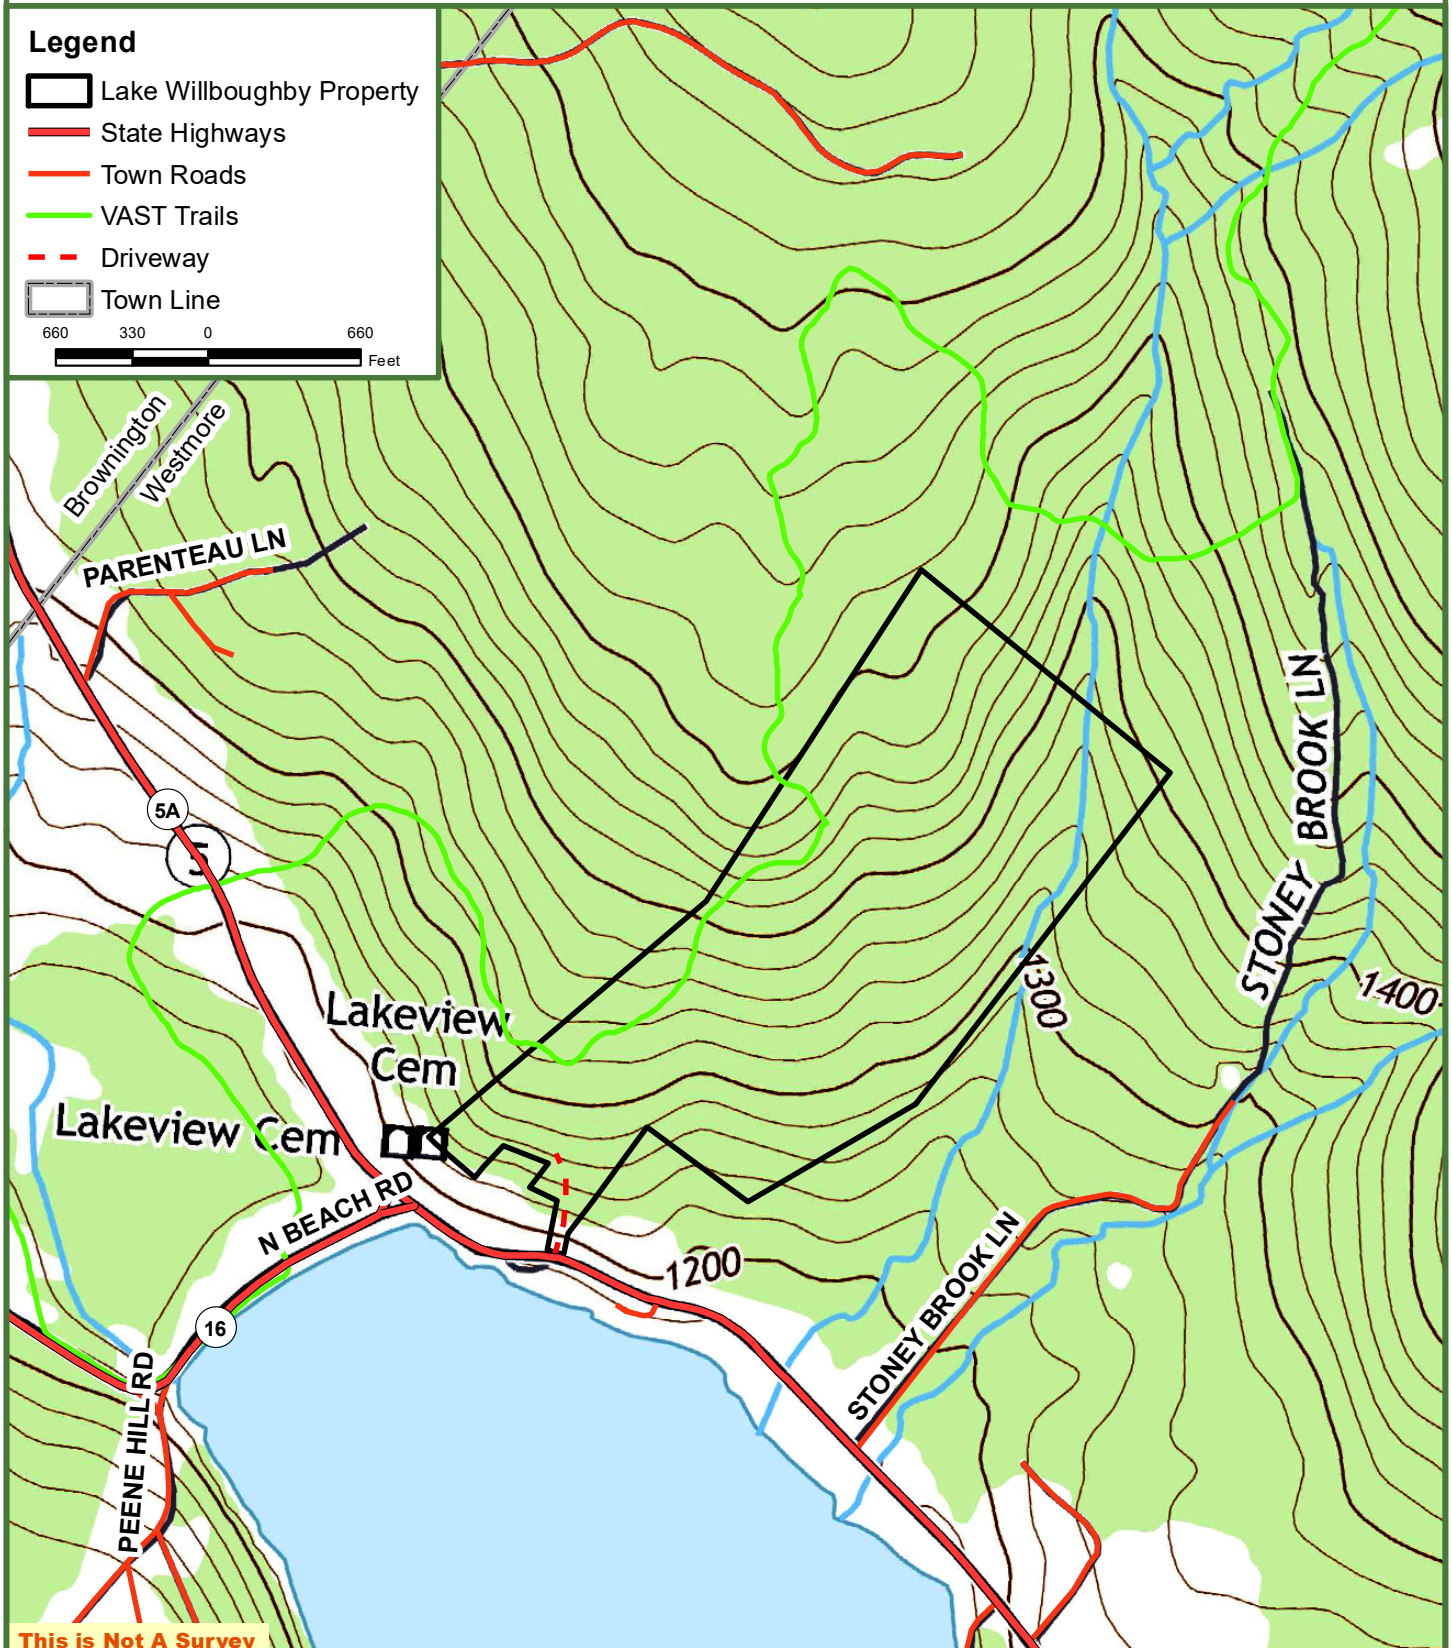 Legend
Lake Willboughby Property
State Highways
Town Roads
VAST Trails
Driveway
Town Line
660 330 0 660
Feet
Brownington
Westmore
PARENTEAU LN
5A
STONEY BROOK LN
1300
1400
Lakeview
Cem
Lakeview Cem
N BEACH RD
1200
STONEY BROOK LN
16
PEENE HILL RD
This is Not A Survey